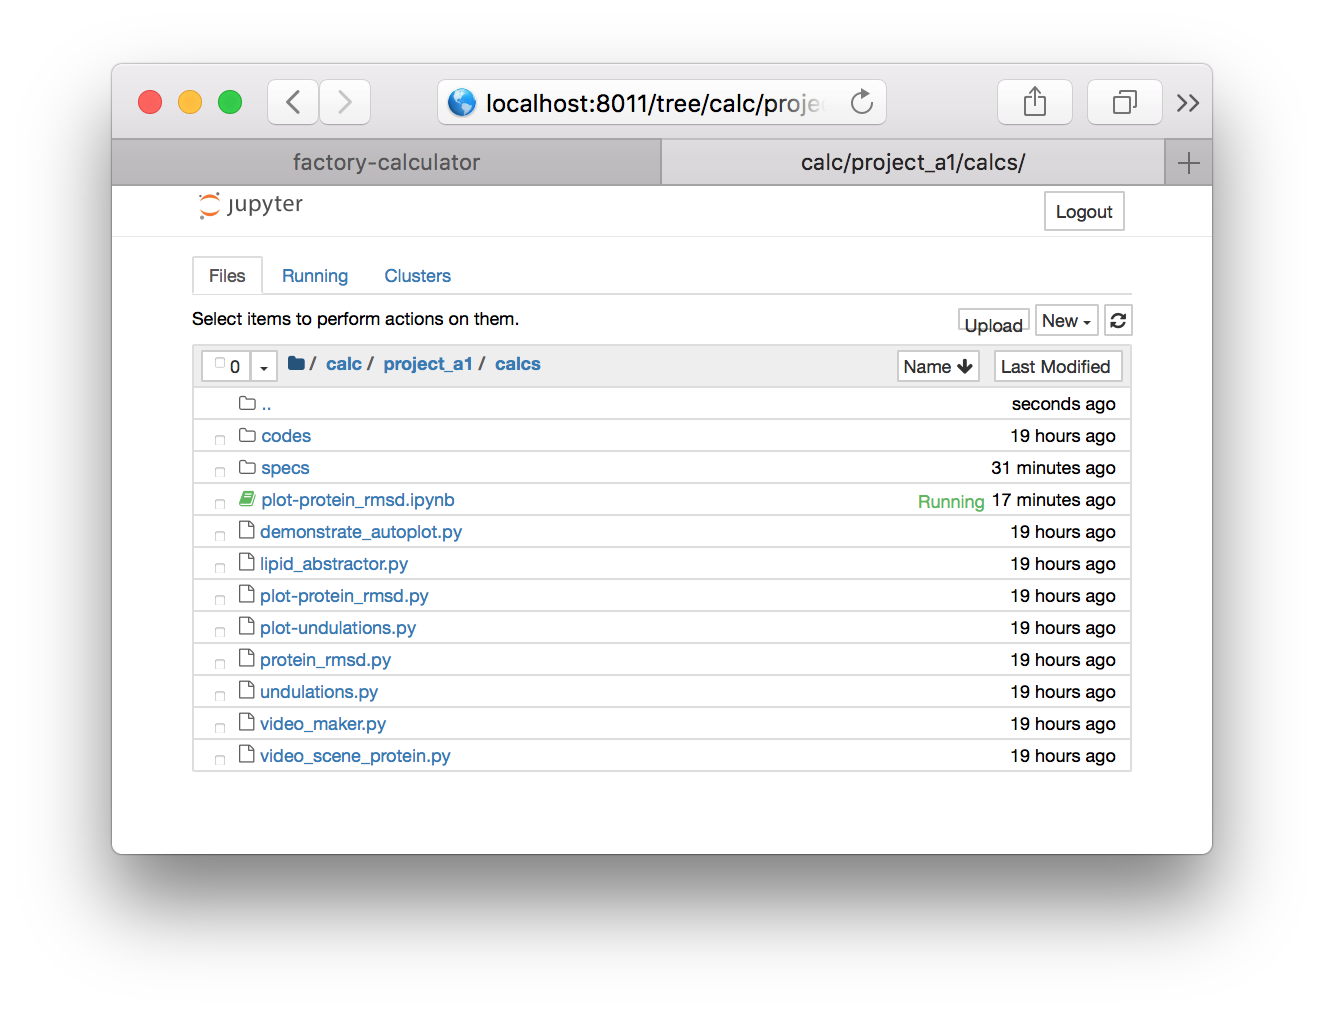 localhost:8011/tree/calc/proje
factory-calculator
calc/project_a1/calcs/
jupyter
Logout
Files
Running
Clusters
Select items to perform actions on them.
Upload
New
0
/ calc / project_a1 / calcs
Name
Last Modified
.. seconds ago
codes 19 hours ago
specs 31 minutes ago
plot-protein_rmsd.ipynb Running 17 minutes ago
demonstrate_autoplot.py 19 hours ago
lipid_abstractor.py 19 hours ago
plot-protein_rmsd.py 19 hours ago
plot-undulations.py 19 hours ago
protein_rmsd.py 19 hours ago
undulations.py 19 hours ago
video_maker.py 19 hours ago
video_scene_protein.py 19 hours ago